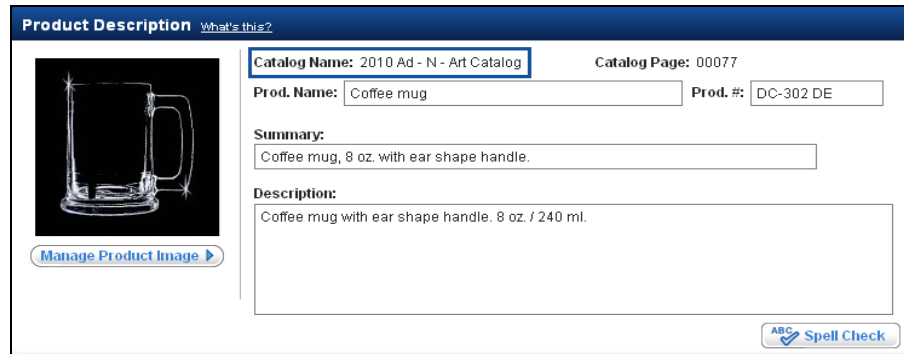 Product Description What's this?
Catalog Name: 2010 Ad - N - Art Catalog Catalog Page: 00077
Prod. Name: Coffee mug Prod. #: DC-302 DE
Summary:
Coffee mug, 8 oz. with ear shape handle.
Description:
Coffee mug with ear shape handle. 8 oz. / 240 ml.
Manage Product Image
ABC Spell Check